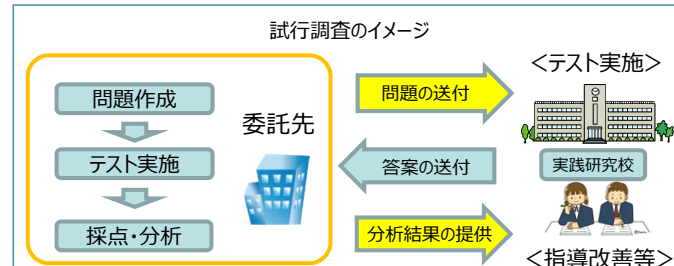 試行調査のイメージ
問題作成
テスト実施
採点・分析
委託先
問題の送付
答案の送付
分析結果の提供
＜テスト実施＞
実践研究校
＜指導改善等＞